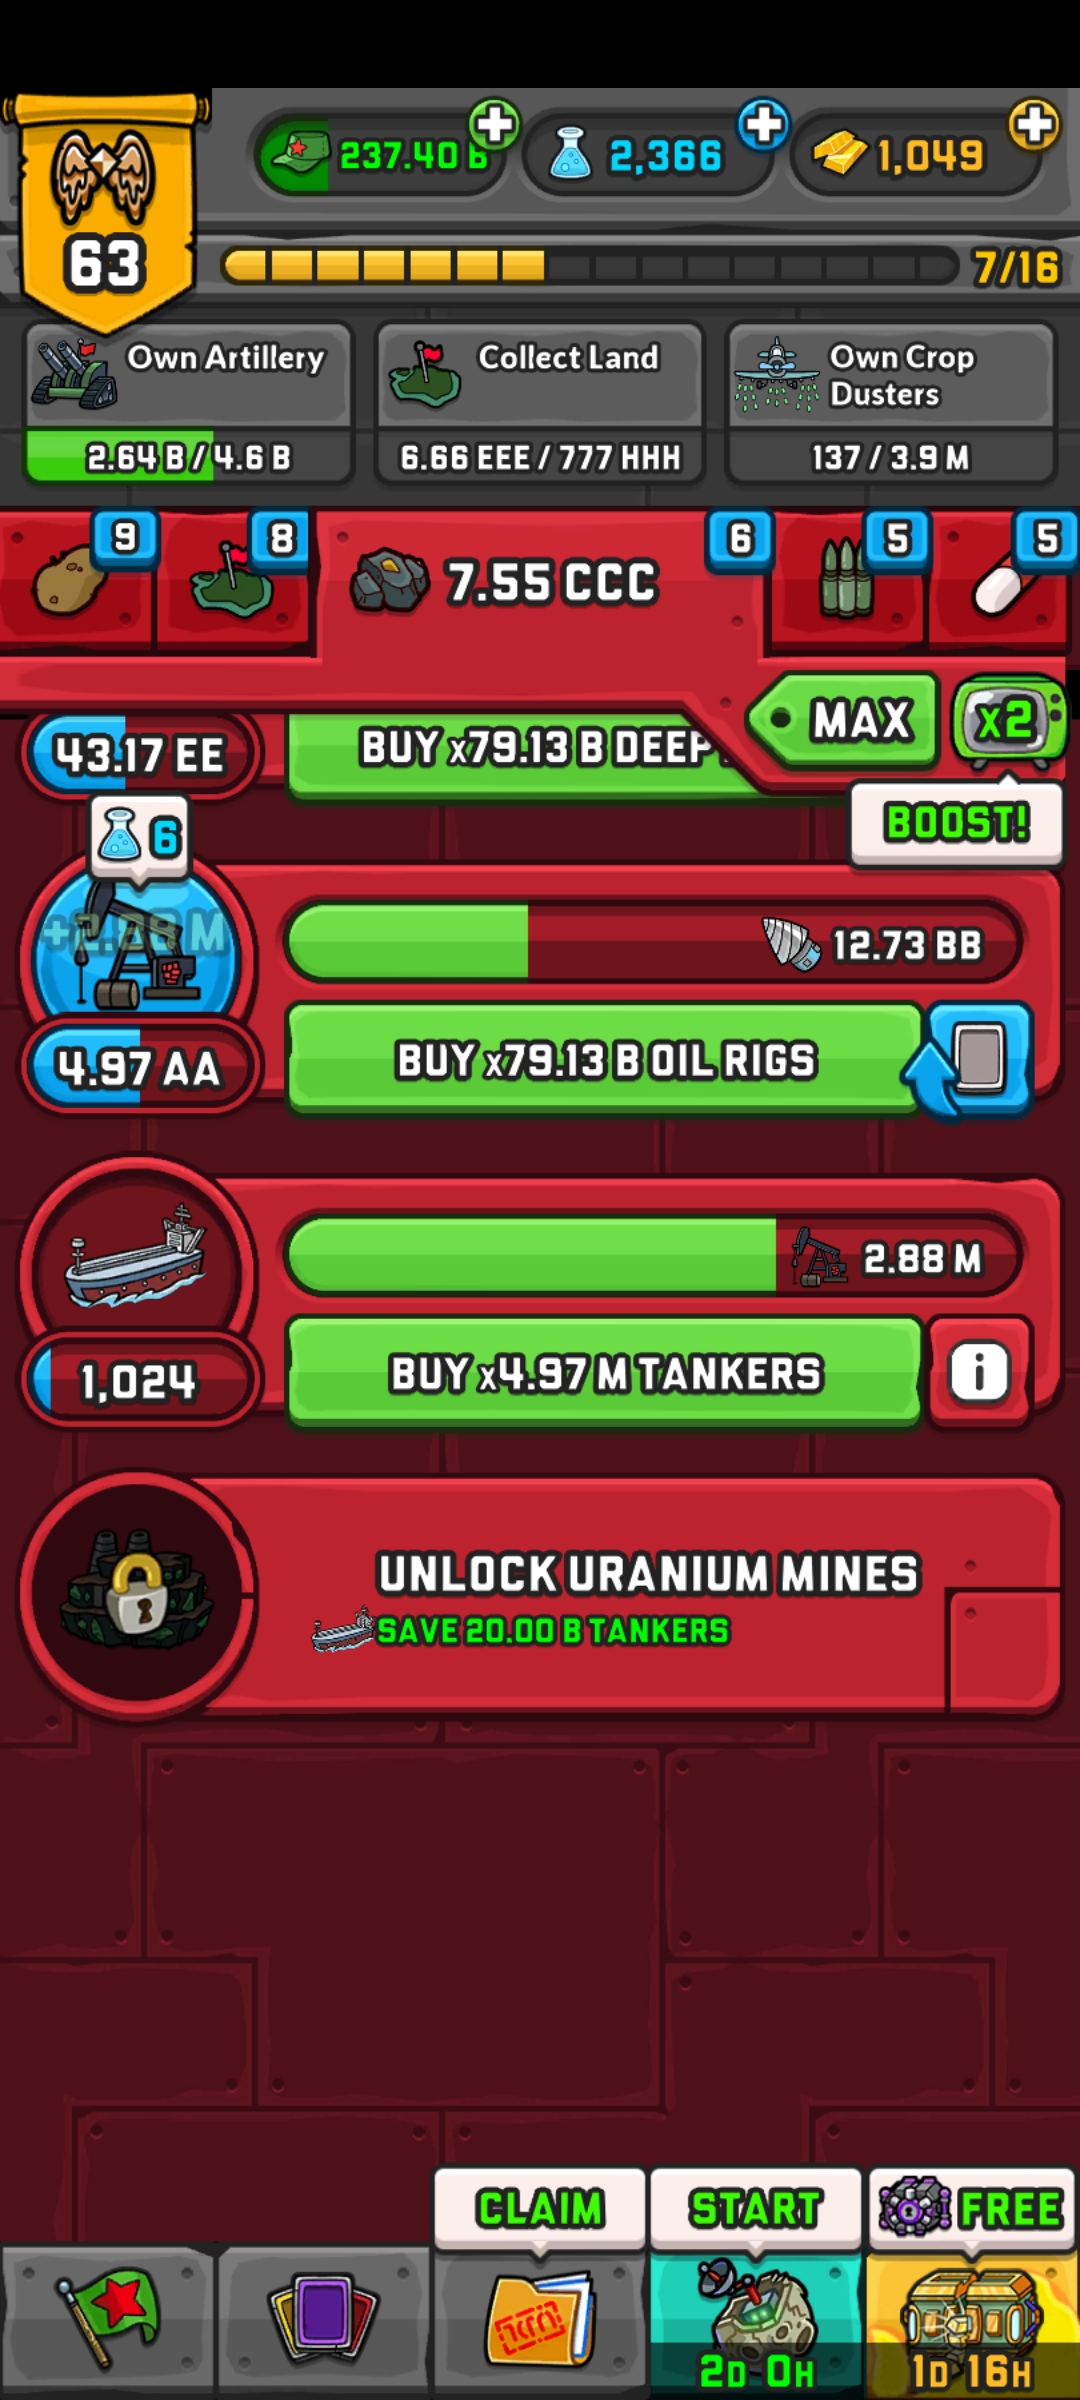 237.40 B
2,366
1,049
63
7/16
Own Artillery
2.64 B / 4.6 B
Collect Land
6.66 EEE / 777 HHH
Own Crop
Dusters
137 / 3.9 M
9
8
7.55 CCC
6
5
5
MAX
x2
BOOST!
43.17 EE
BUY x79.13 B DEEP
6
+2.88 M
12.73 BB
4.97 AA
BUY x79.13 B OIL RIGS
2.88 M
1,024
BUY x4.97 M TANKERS
i
UNLOCK URANIUM MINES
SAVE 20.00 B TANKERS
CLAIM
START
FREE
2D 0H
1D 16H